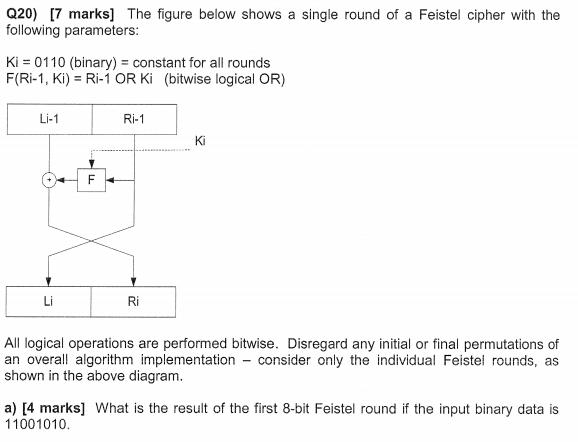 Q20) [7 marks] The figure below shows a single round of a Feistel cipher with the
following parameters:
Ki = 0110 (binary) = constant for all rounds
F(Ri-1, Ki) = Ri-1 OR Ki (bitwise logical OR)
Li-1 Ri-1
Ki
+ F
Li Ri
All logical operations are performed bitwise. Disregard any initial or final permutations of
an overall algorithm implementation – consider only the individual Feistel rounds, as
shown in the above diagram.
a) [4 marks] What is the result of the first 8-bit Feistel round if the input binary data is
11001010.